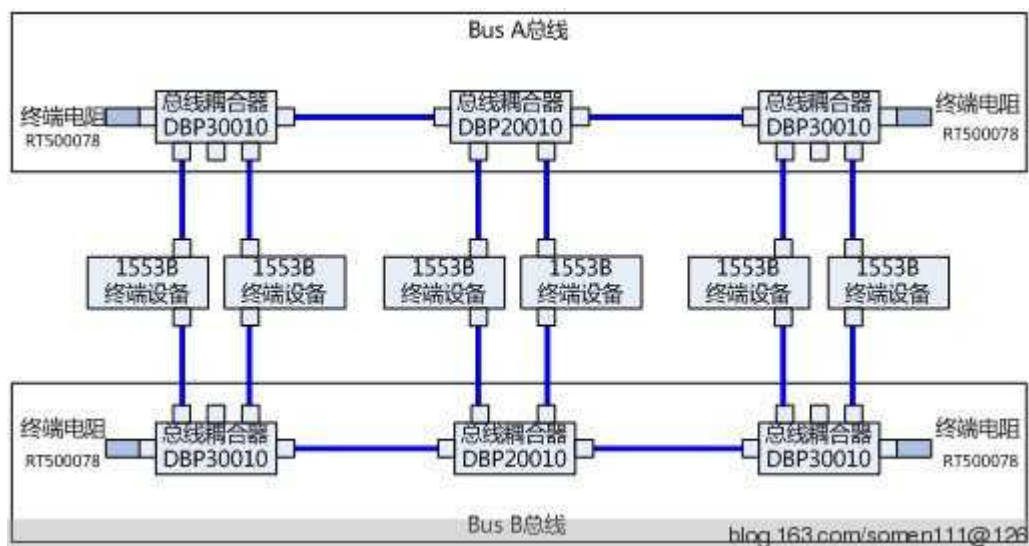 Bus A总线
终端电阻
RT500078
总线耦合器
DBP30010
总线耦合器
DBP20010
总线耦合器
DBP30010
终端电阻
RT500078
1553B
终端设备
1553B
终端设备
1553B
终端设备
1553B
终端设备
1553B
终端设备
1553B
终端设备
终端电阻
RT500078
总线耦合器
DBP30010
总线耦合器
DBP20010
总线耦合器
DBP30010
终端电阻
RT500078
Bus B总线
blog.163.com/somen111@126